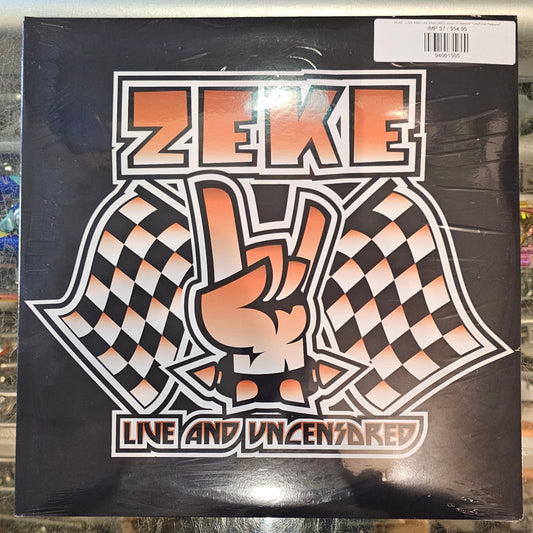 IMP 57 / $54.95
94001505
ZEKE
LIVE AND UNCENSORED